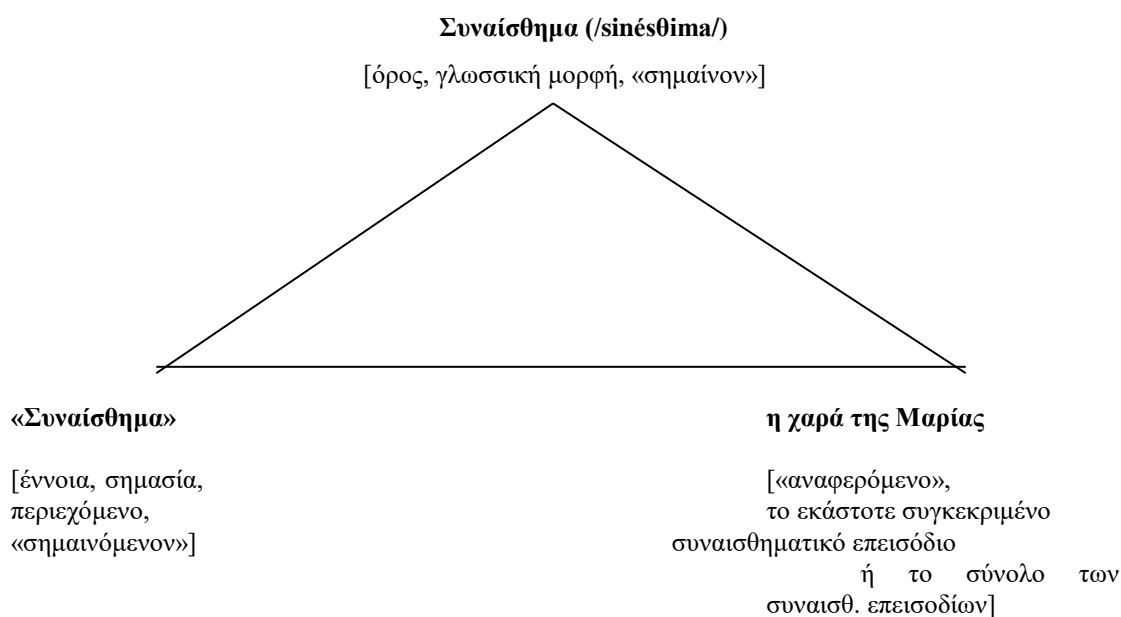 Συναίσθημα (/sinésθima/)
[όρος, γλωσσική μορφή, «σημαίνον»]
«Συναίσθημα»
[έννοια, σημασία,
περιεχόμενο,
«σημαινόμενον»]
η χαρά της Μαρίας
[«αναφερόμενο»,
το εκάστοτε συγκεκριμένο
συναισθηματικό επεισόδιο
ή το σύνολο των
συναισθ. επεισοδίων]